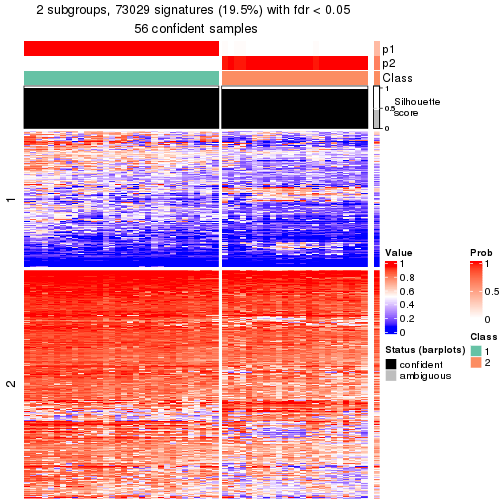 2 subgroups, 73029 signatures (19.5%) with fdr < 0.05
56 confident samples
p1
p2
Class
1
0.5
0
Silhouette
score
1
2
Value
1
0.8
0.6
0.4
0.2
0
Prob
1
0.5
0
Status (barplots)
confident
ambiguous
Class
1
2